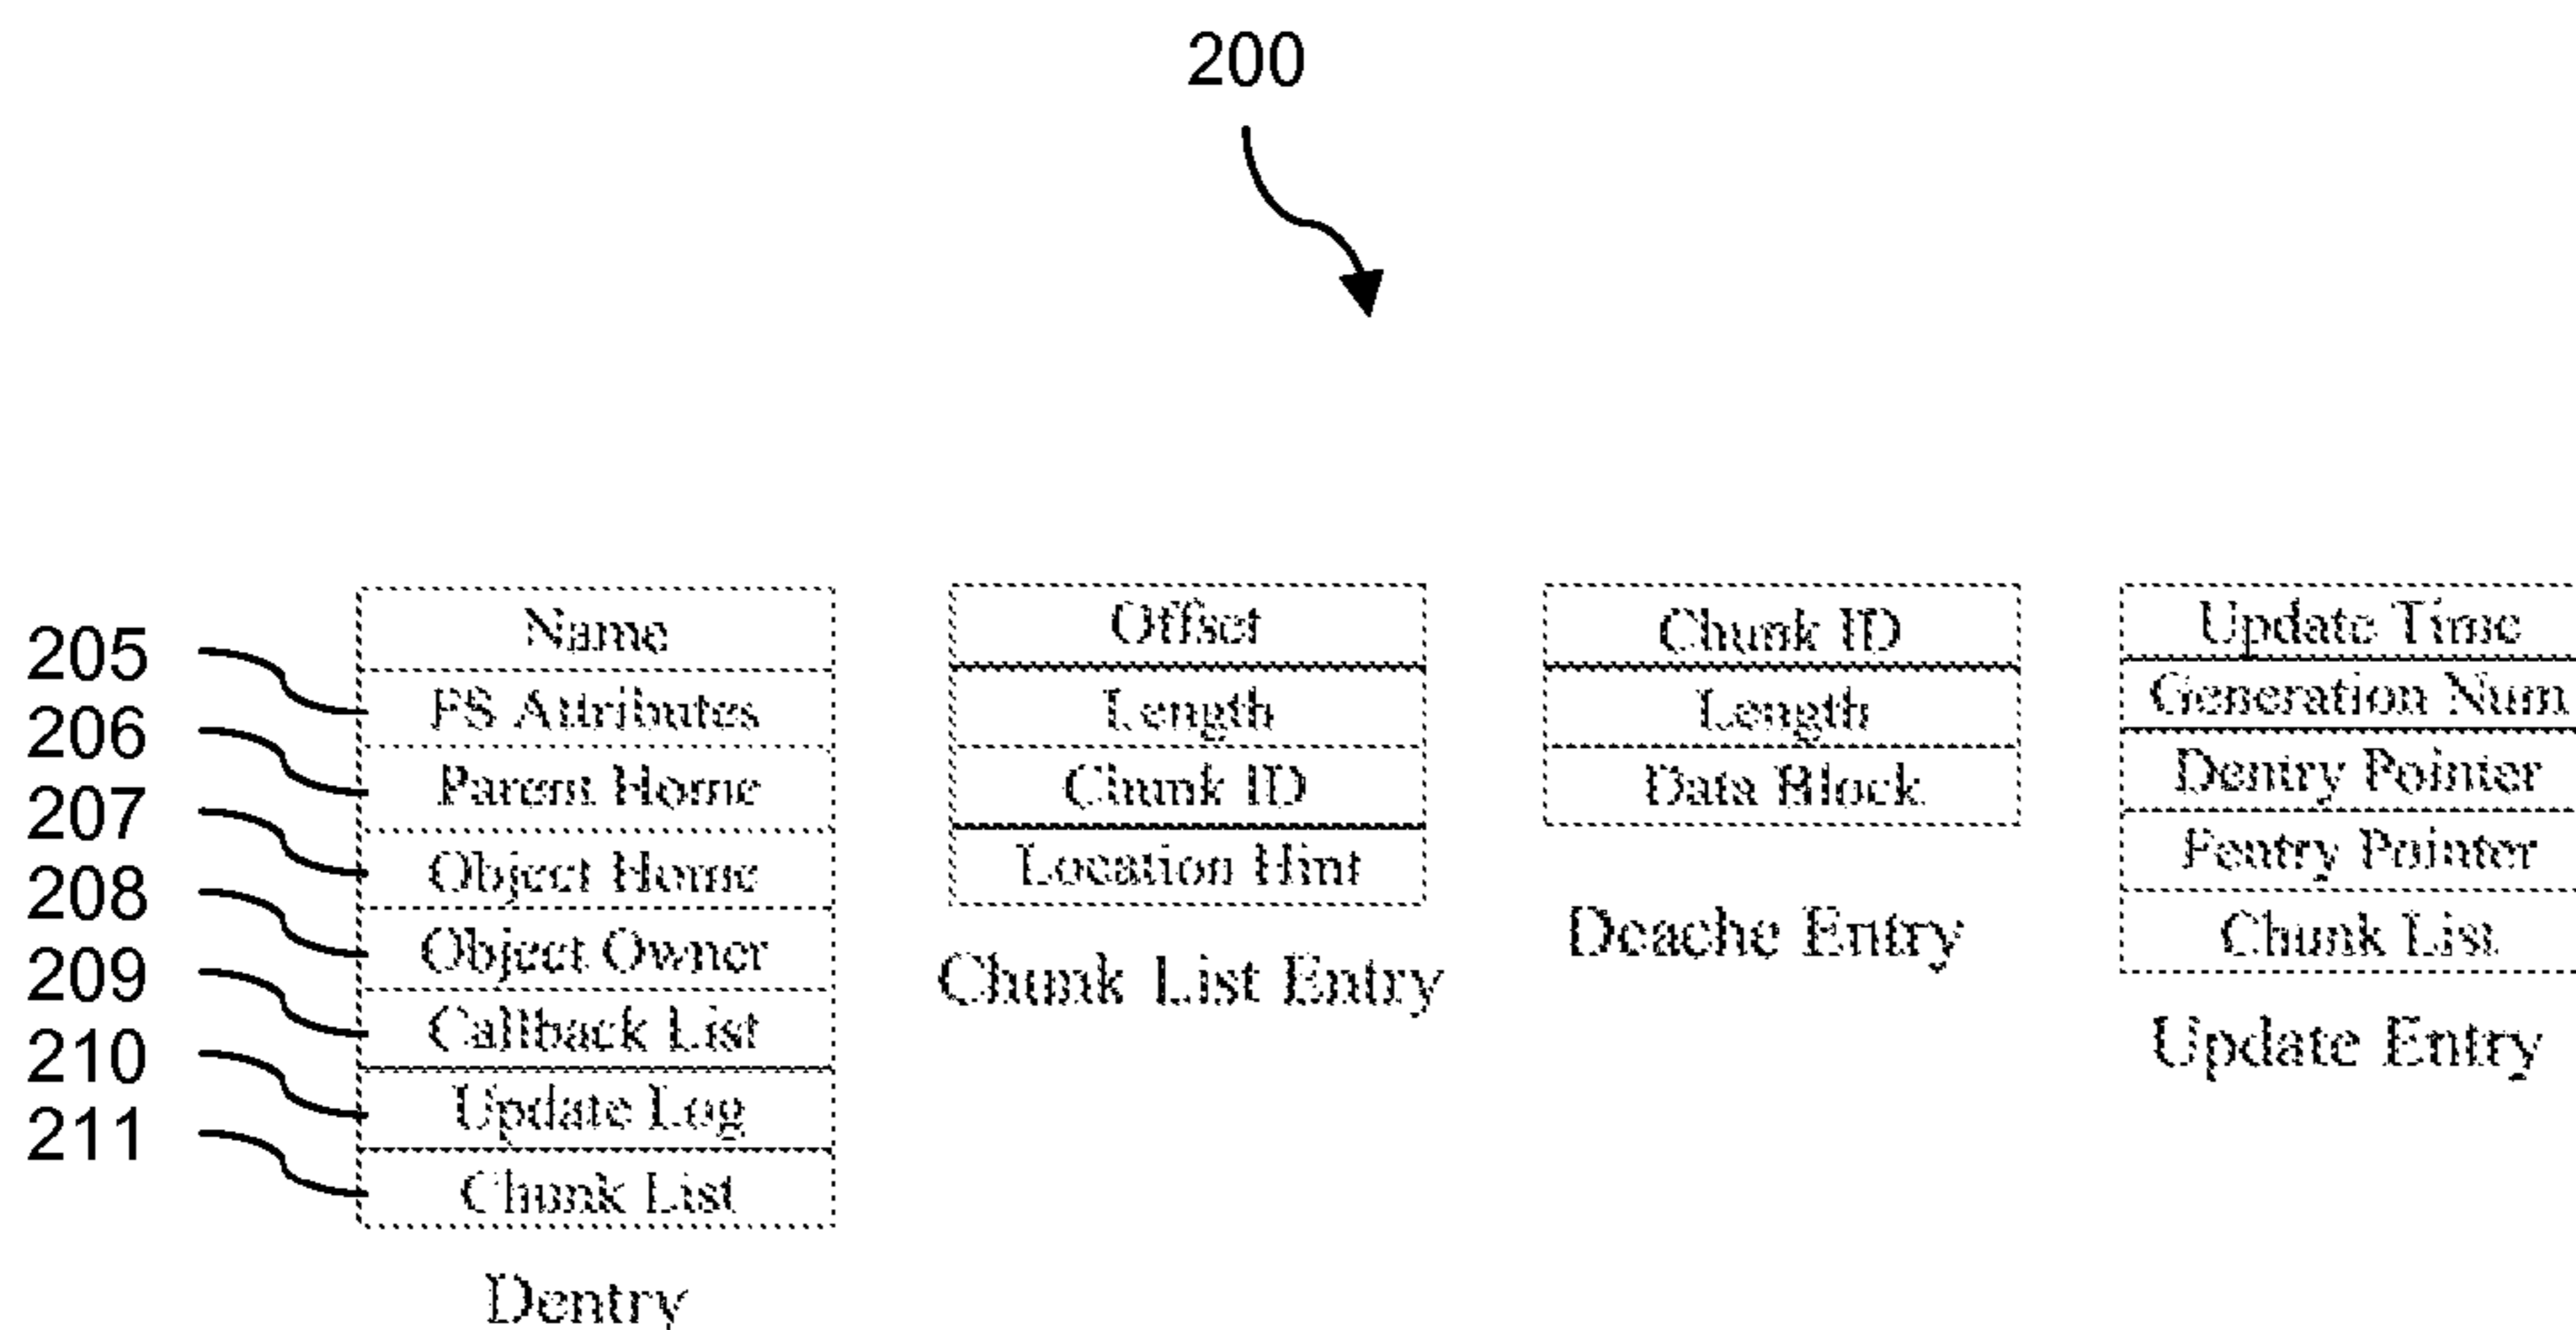 200
205
206
207
208
209
210
211
Name
FS Attributes
Parent Home
Object Home
Object Owner
Callback List
Update Log
Chunk List
Dentry
Offset
Length
Chunk ID
Location Hint
Chunk List Entry
Chunk ID
Length
Data Block
Dcache Entry
Update Time
Generation Num
Dentry Pointer
Fentry Pointer
Chunk List
Update Entry